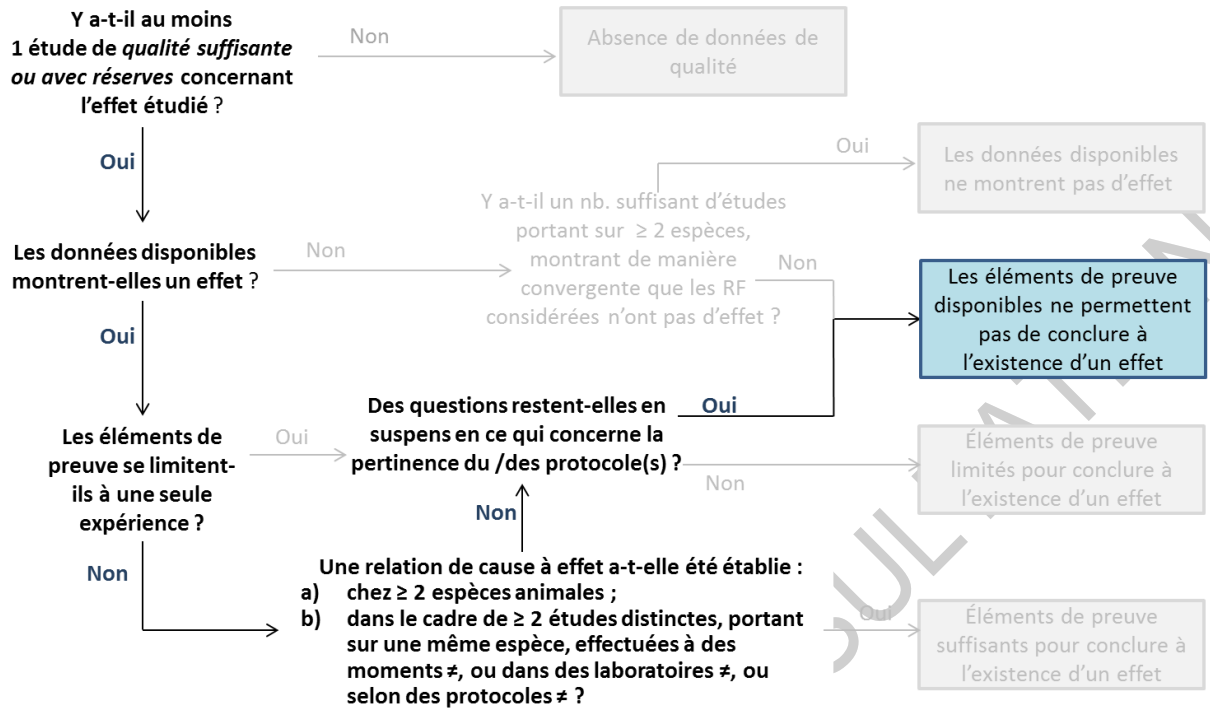 Y a-t-il au moins
1 étude de qualité suffisante
ou avec réserves concernant
l'effet étudié ?
Non
Absence de données de
qualité
Oui
Oui
Les données disponibles
ne montrent pas d'effet
Y a-t-il un nb. suffisant d'études
portant sur ≥ 2 espèces,
montrant de manière
convergente que les RF
considérées n'ont pas d'effet ?
Les données disponibles
montrent-elles un effet ?
Non
Non
Les éléments de preuve
disponibles ne permettent
pas de conclure à
l'existence d'un effet
Oui
Les éléments de
preuve se limitent-
ils à une seule
expérience ?
Oui
Des questions restent-elles en
suspens en ce qui concerne la
pertinence du /des protocole(s) ?
Oui
Non
Éléments de preuve
limités pour conclure à
l'existence d'un effet
Non
Non
Une relation de cause à effet a-t-elle été établie :
a) chez ≥ 2 espèces animales ;
b) dans le cadre de ≥ 2 études distinctes, portant
sur une même espèce, effectuées à des
moments ≠, ou dans des laboratoires ≠, ou
selon des protocoles ≠ ?
Oui
Éléments de preuve
suffisants pour conclure à
l'existence d'un effet